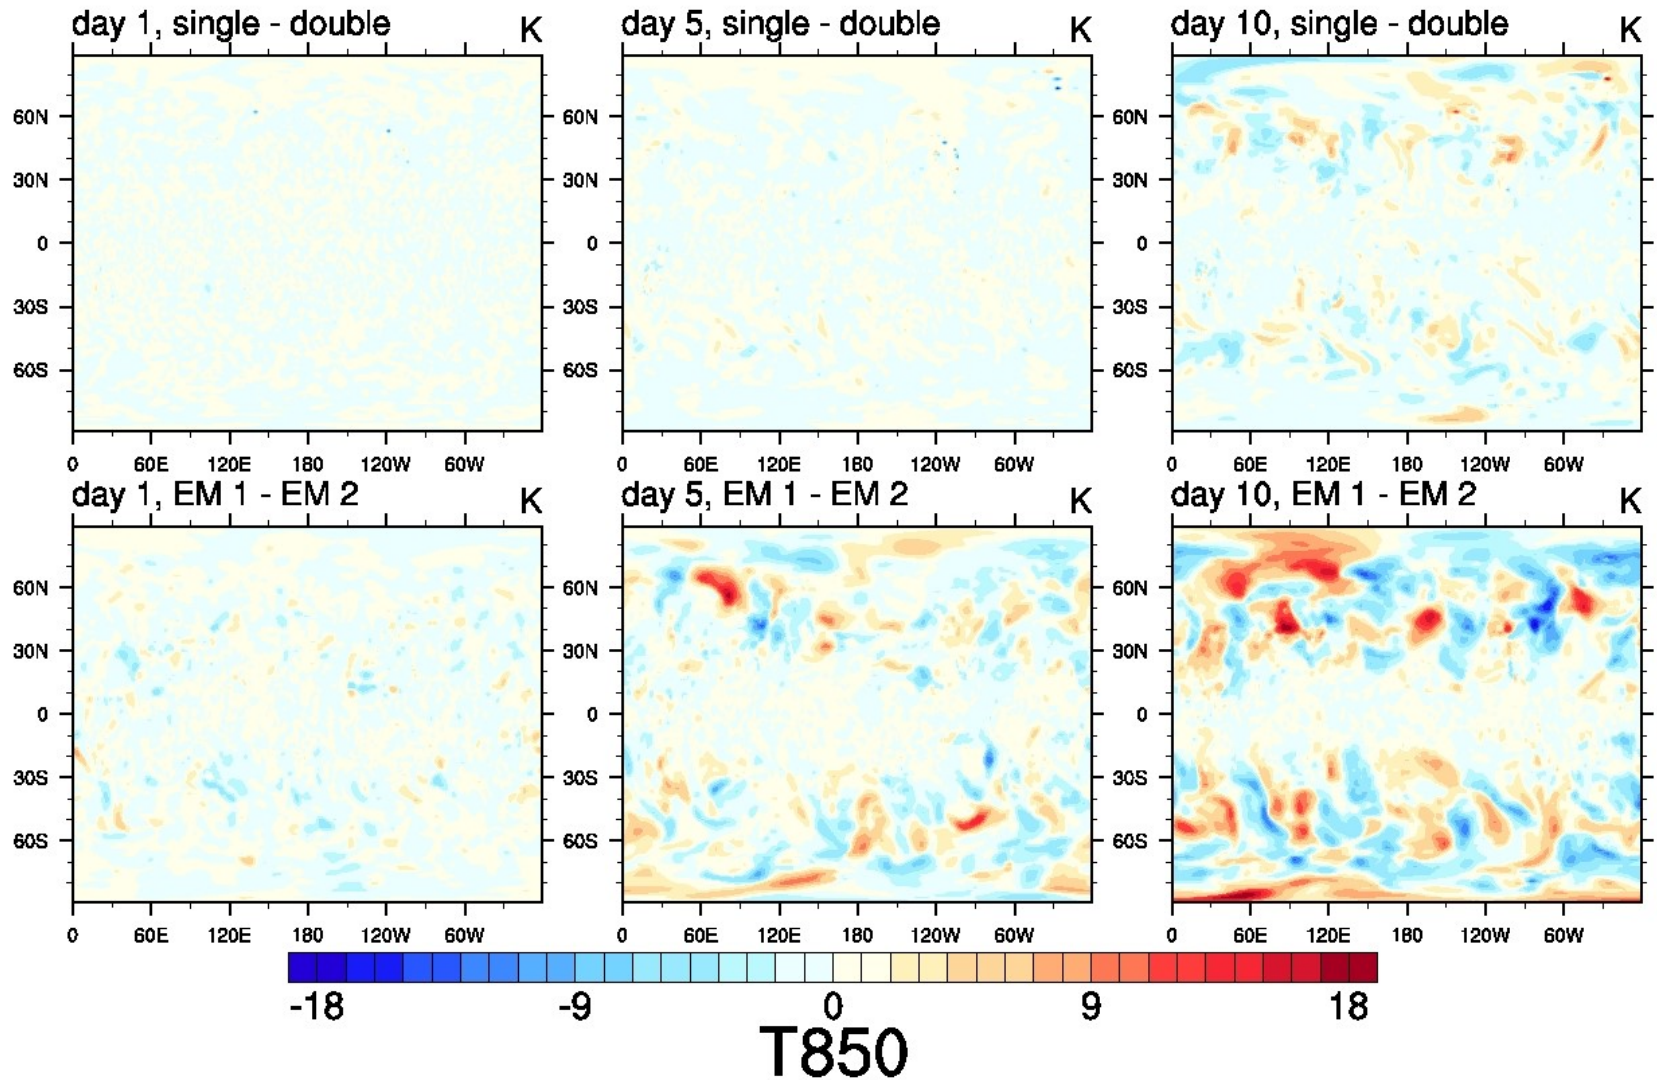 day 1, single - double K
day 5, single - double K
day 10, single - double K
60N 60N 60N
30N 30N 30N
0 0 0
30S 30S 30S
60S 60S 60S
0 60E 120E 180 120W 60W
0 60E 120E 180 120W 60W
0 60E 120E 180 120W 60W
day 1, EM 1 - EM 2 K
day 5, EM 1 - EM 2 K
day 10, EM 1 - EM 2 K
60N 60N 60N
30N 30N 30N
0 0 0
30S 30S 30S
60S 60S 60S
0 60E 120E 180 120W 60W
0 60E 120E 180 120W 60W
0 60E 120E 180 120W 60W
-18 -9 0 9 18
T850